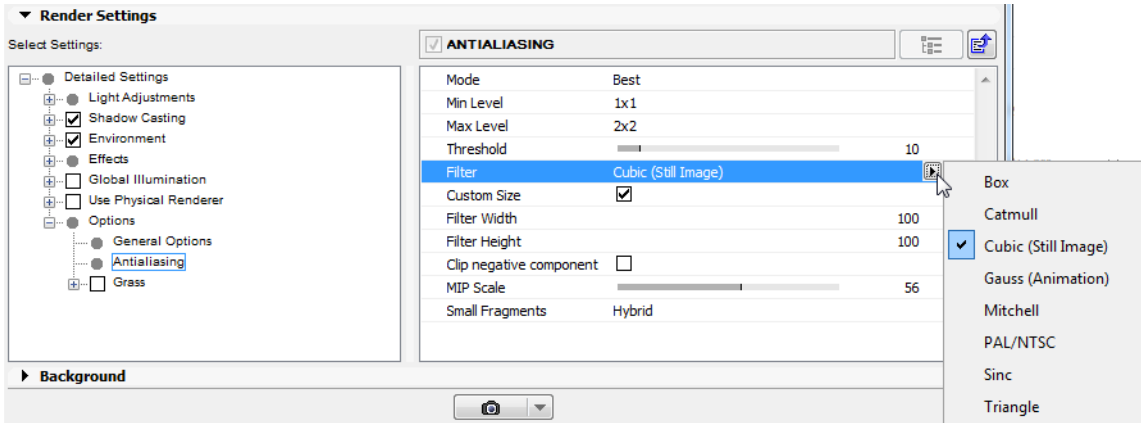 Render Settings
Select Settings:
ANTIALIASING
Detailed Settings
Light Adjustments
Shadow Casting
Environment
Effects
Global Illumination
Use Physical Renderer
Options
General Options
Antialiasing
Grass
Mode Best
Min Level 1x1
Max Level 2x2
Threshold 10
Filter Cubic (Still Image)
Custom Size
Filter Width 100
Filter Height 100
Clip negative component
MIP Scale 56
Small Fragments Hybrid
Box
Catmull
Cubic (Still Image)
Gauss (Animation)
Mitchell
PAL/NTSC
Sinc
Triangle
Background